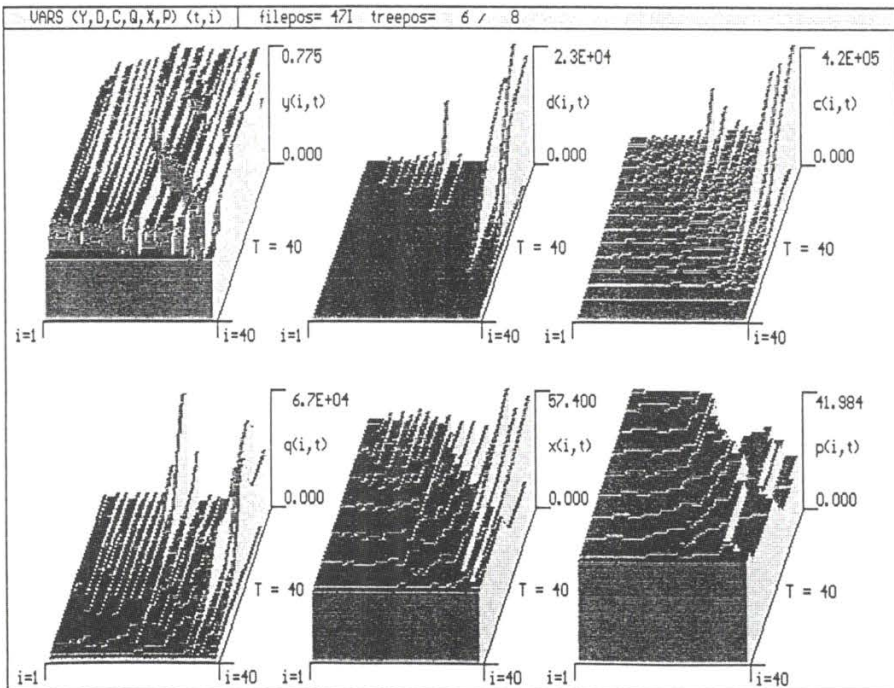 VARS (Y,D,C,Q,X,P) (t,i) filepos= 47I treepos= 6 / 8
0.775 2.3E+04 4.2E+05
y(i,t) d(i,t) c(i,t)
0.000 0.000 0.000
T = 40 T = 40 T = 40
i=1 i=40 i=1 i=40 i=1 i=40
6.7E+04 57.400 41.984
q(i,t) x(i,t) p(i,t)
0.000 0.000 0.000
T = 40 T = 40 T = 40
i=1 i=40 i=1 i=40 i=1 i=40